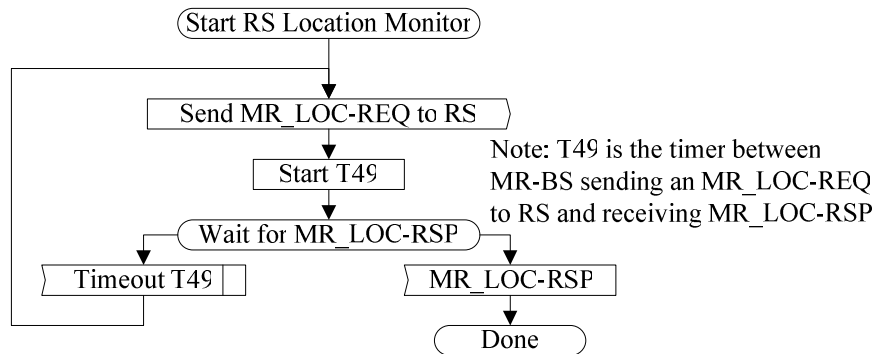 Start RS Location Monitor
Send MR_LOC-REQ to RS
Start T49
Note: T49 is the timer between
MR-BS sending an MR_LOC-REQ
to RS and receiving MR_LOC-RSP
Wait for MR_LOC-RSP
Timeout T49
MR_LOC-RSP
Done